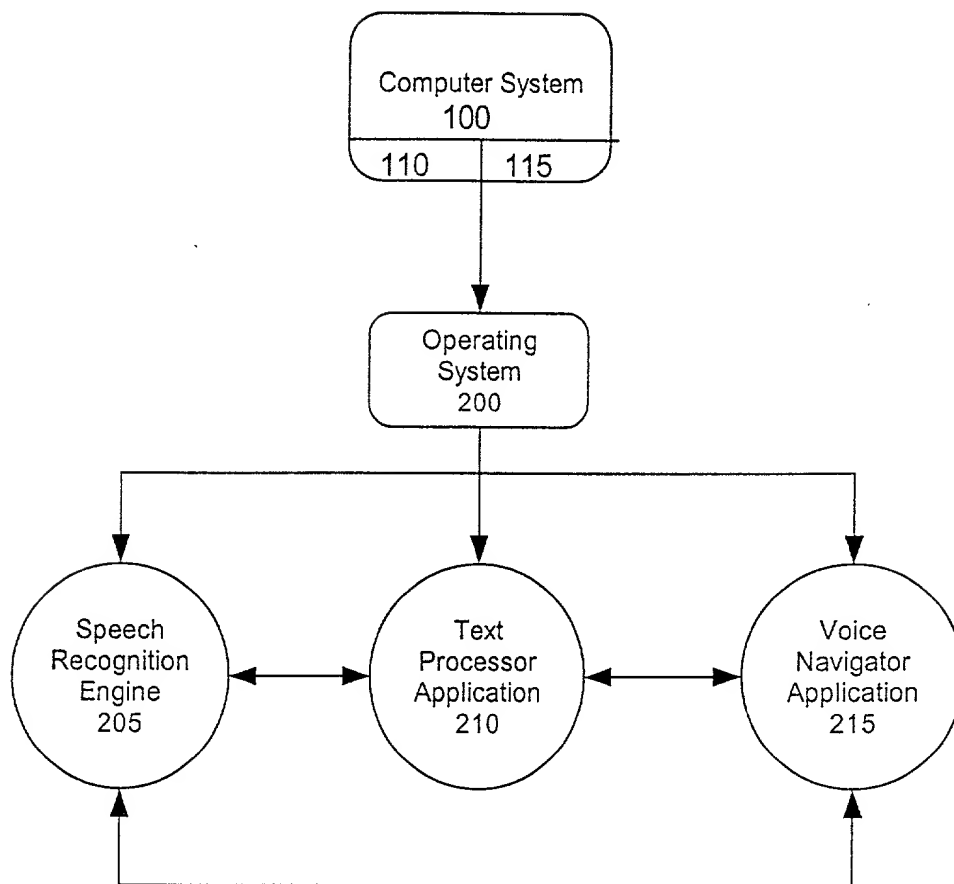 Computer System
100
110 115
Operating
System
200
Speech
Recognition
Engine
205
Text
Processor
Application
210
Voice
Navigator
Application
215